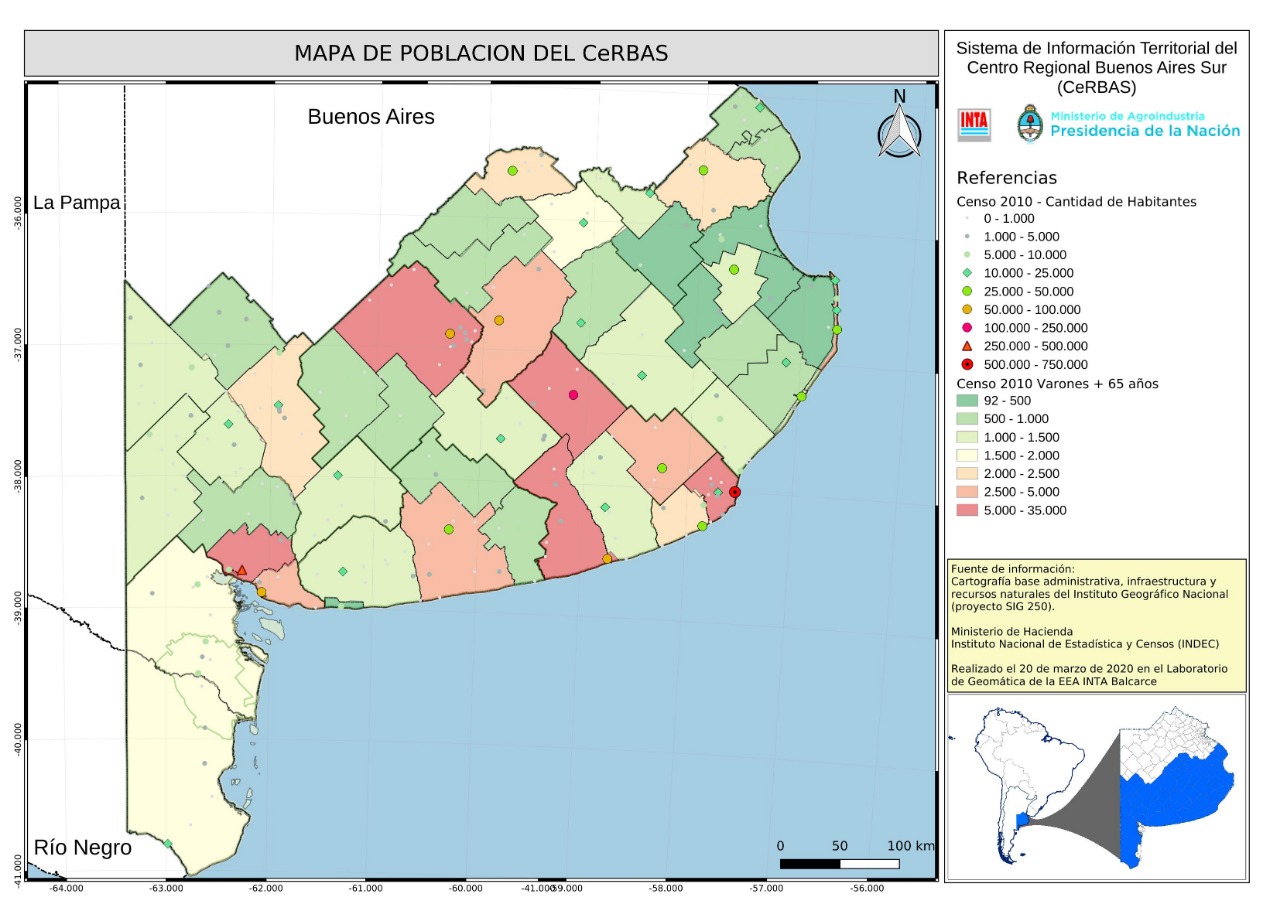 MAPA DE POBLACION DEL CeRBAS
Buenos Aires
La Pampa
Río Negro
N
-36.000
-37.000
-38.000
-39.000
-40.000
-41.000
-64.000
-63.000
-62.000
-61.000
-60.000
-41.000
-59.000
-58.000
-57.000
-56.000
0 50 100 km
Sistema de Información Territorial del
Centro Regional Buenos Aires Sur
(CeRBAS)
INTA
Ministerio de Agroindustria
Presidencia de la Nación
Referencias
Censo 2010 - Cantidad de Habitantes
0 - 1.000
1.000 - 5.000
5.000 - 10.000
10.000 - 25.000
25.000 - 50.000
50.000 - 100.000
100.000 - 250.000
250.000 - 500.000
500.000 - 750.000
Censo 2010 Varones + 65 años
92 - 500
500 - 1.000
1.000 - 1.500
1.500 - 2.000
2.000 - 2.500
2.500 - 5.000
5.000 - 35.000
Fuente de información:
Cartografía base administrativa, infraestructura y
recursos naturales del Instituto Geográfico Nacional
(proyecto SIG 250).
Ministerio de Hacienda
Instituto Nacional de Estadística y Censos (INDEC)
Realizado el 20 de marzo de 2020 en el Laboratorio
de Geomática de la EEA INTA Balcarce